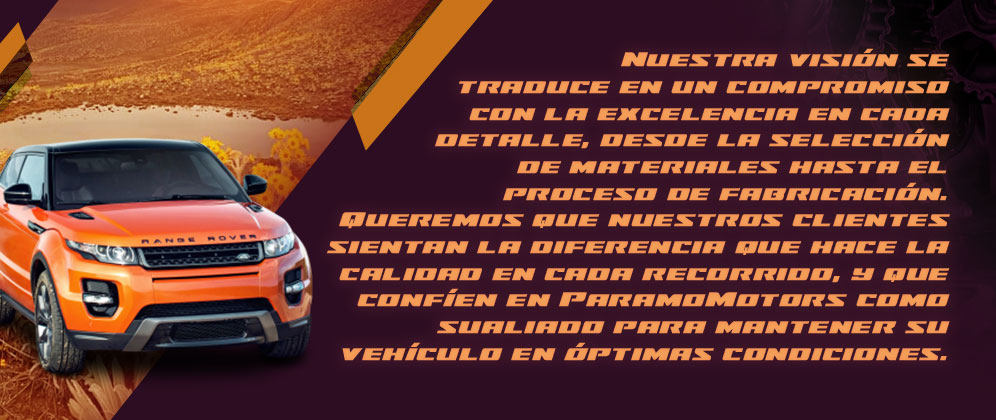 Nuestra visión se
traduce en un compromiso
con la excelencia en cada
detalle, desde la selección
de materiales hasta el
proceso de fabricación.
Queremos que nuestros clientes
sientan la diferencia que hace la
calidad en cada recorrido, y que
confíen en ParamoMotors como
sualiado para mantener su
vehículo en óptimas condiciones.
RANGE ROVER